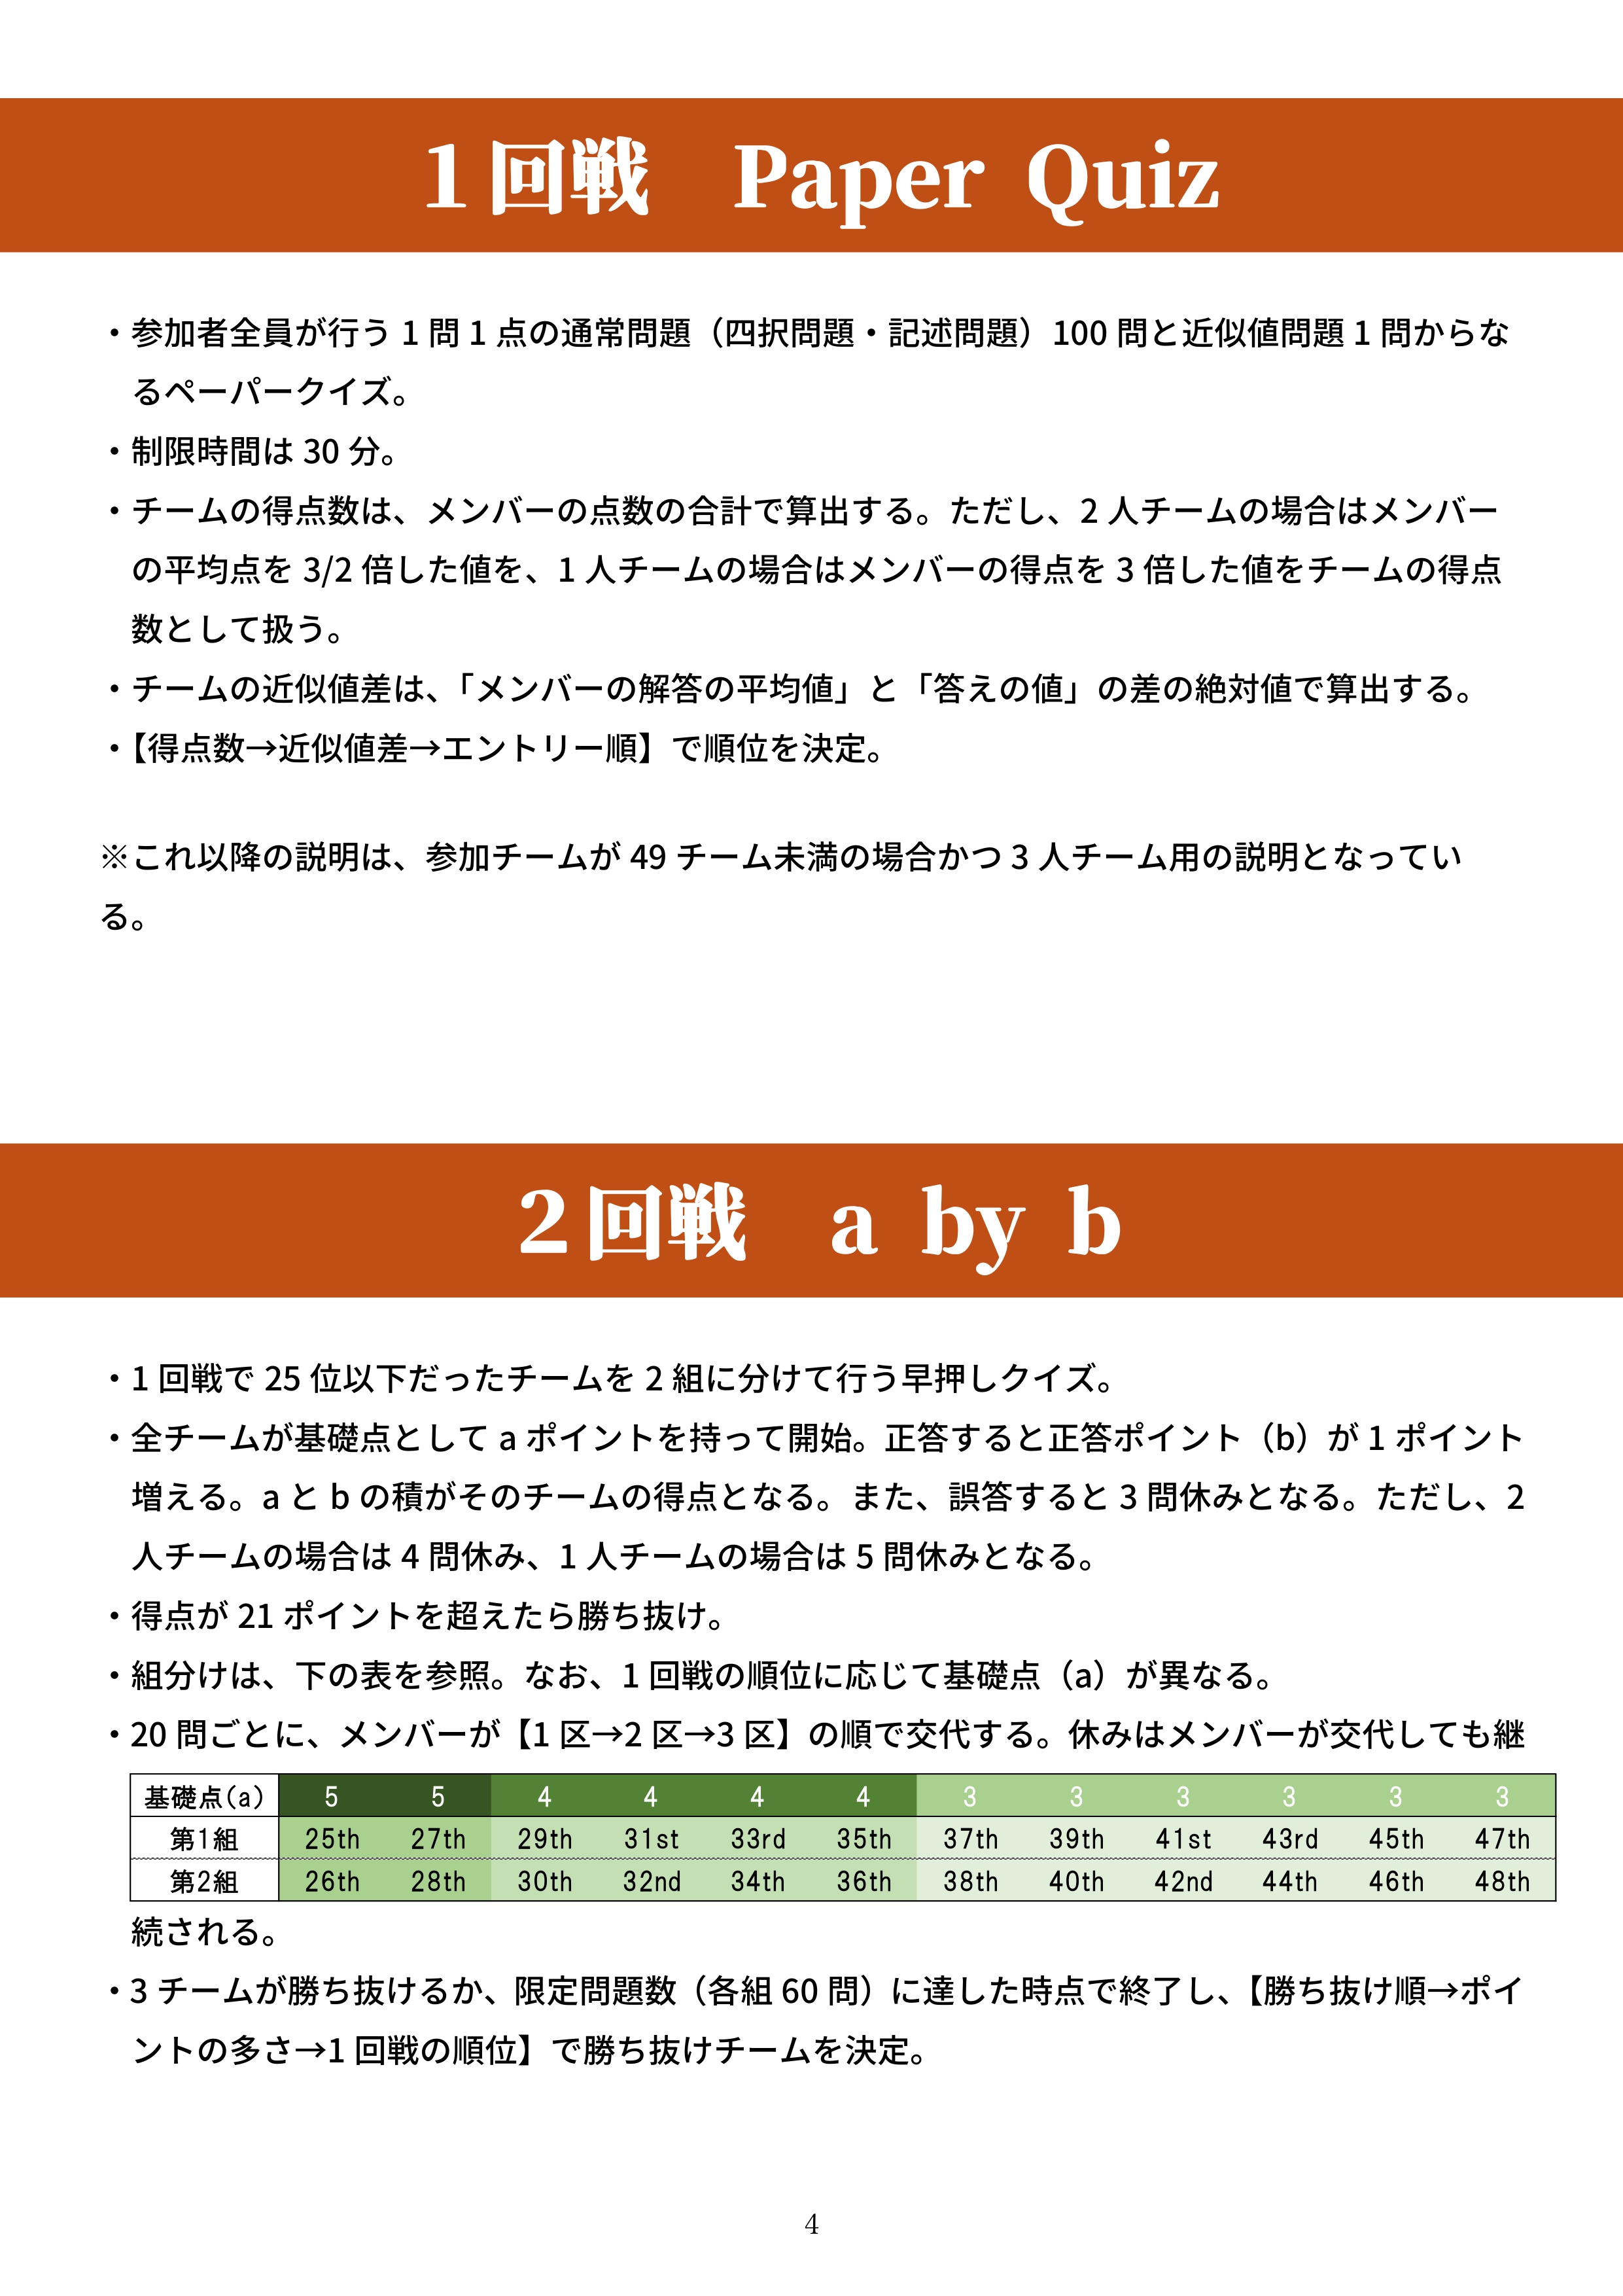 1回戦　Paper Quiz
・参加者全員が行う 1 問 1 点の通常問題（四択問題・記述問題）100 問と近似値問題 1 問からな
るペーパークイズ。
・制限時間は 30 分。
・チームの得点数は、メンバーの点数の合計で算出する。ただし、2 人チームの場合はメンバー
の平均点を 3/2 倍した値を、1 人チームの場合はメンバーの得点を 3 倍した値をチームの得点
数として扱う。
・チームの近似値差は、「メンバーの解答の平均値」と「答えの値」の差の絶対値で算出する。
・【得点数→近似値差→エントリー順】で順位を決定。
※これ以降の説明は、参加チームが 49 チーム未満の場合かつ 3 人チーム用の説明となってい
る。
2回戦　a by b
・1 回戦で 25 位以下だったチームを 2 組に分けて行う早押しクイズ。
・全チームが基礎点として a ポイントを持って開始。正答すると正答ポイント（b）が 1 ポイント
増える。a と b の積がそのチームの得点となる。また、誤答すると 3 問休みとなる。ただし、2
人チームの場合は 4 問休み、1 人チームの場合は 5 問休みとなる。
・得点が 21 ポイントを超えたら勝ち抜け。
・組分けは、下の表を参照。なお、1 回戦の順位に応じて基礎点（a）が異なる。
・20 問ごとに、メンバーが【1 区→2 区→3 区】の順で交代する。休みはメンバーが交代しても継
基礎点(a) 5 5 4 4 4 4 3 3 3 3 3 3
第1組 25th 27th 29th 31st 33rd 35th 37th 39th 41st 43rd 45th 47th
第2組 26th 28th 30th 32nd 34th 36th 38th 40th 42nd 44th 46th 48th
続される。
・3 チームが勝ち抜けるか、限定問題数（各組 60 問）に達した時点で終了し、【勝ち抜け順→ポイ
ントの多さ→1 回戦の順位】で勝ち抜けチームを決定。
4